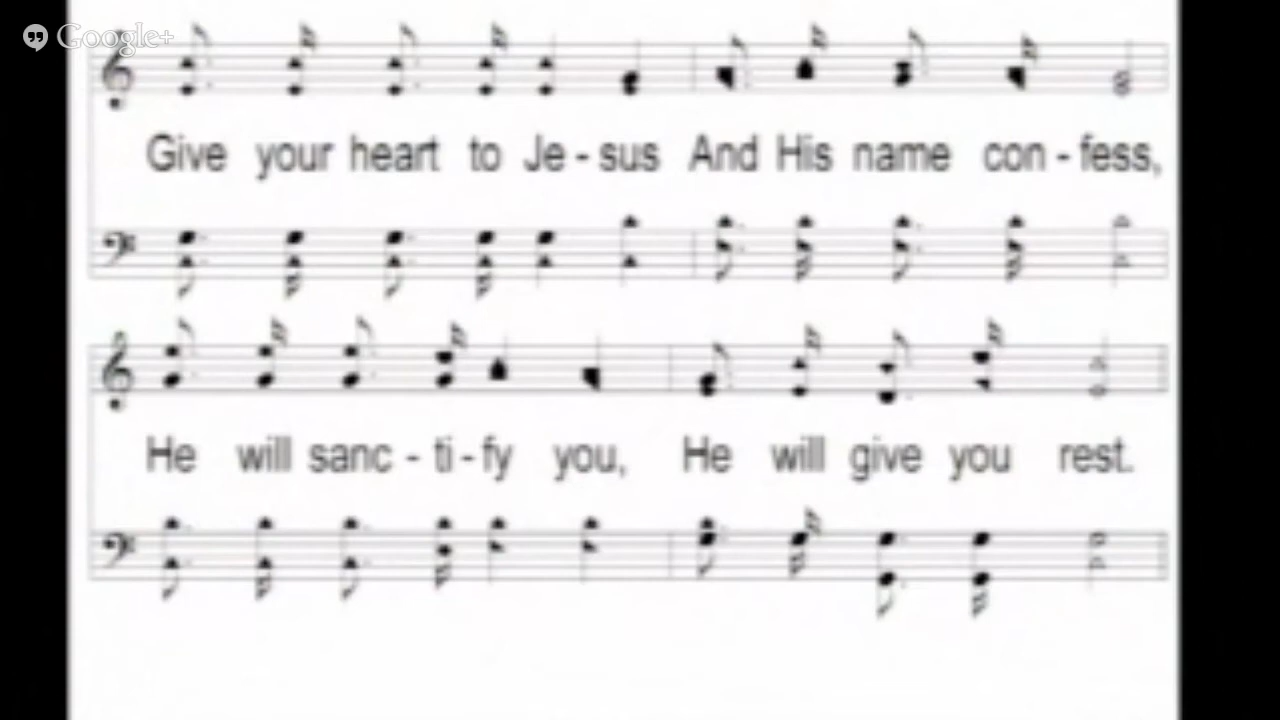 Google+
Give your heart to Je - sus And His name con - fess,
He will sanc - ti - fy you, He will give you rest.